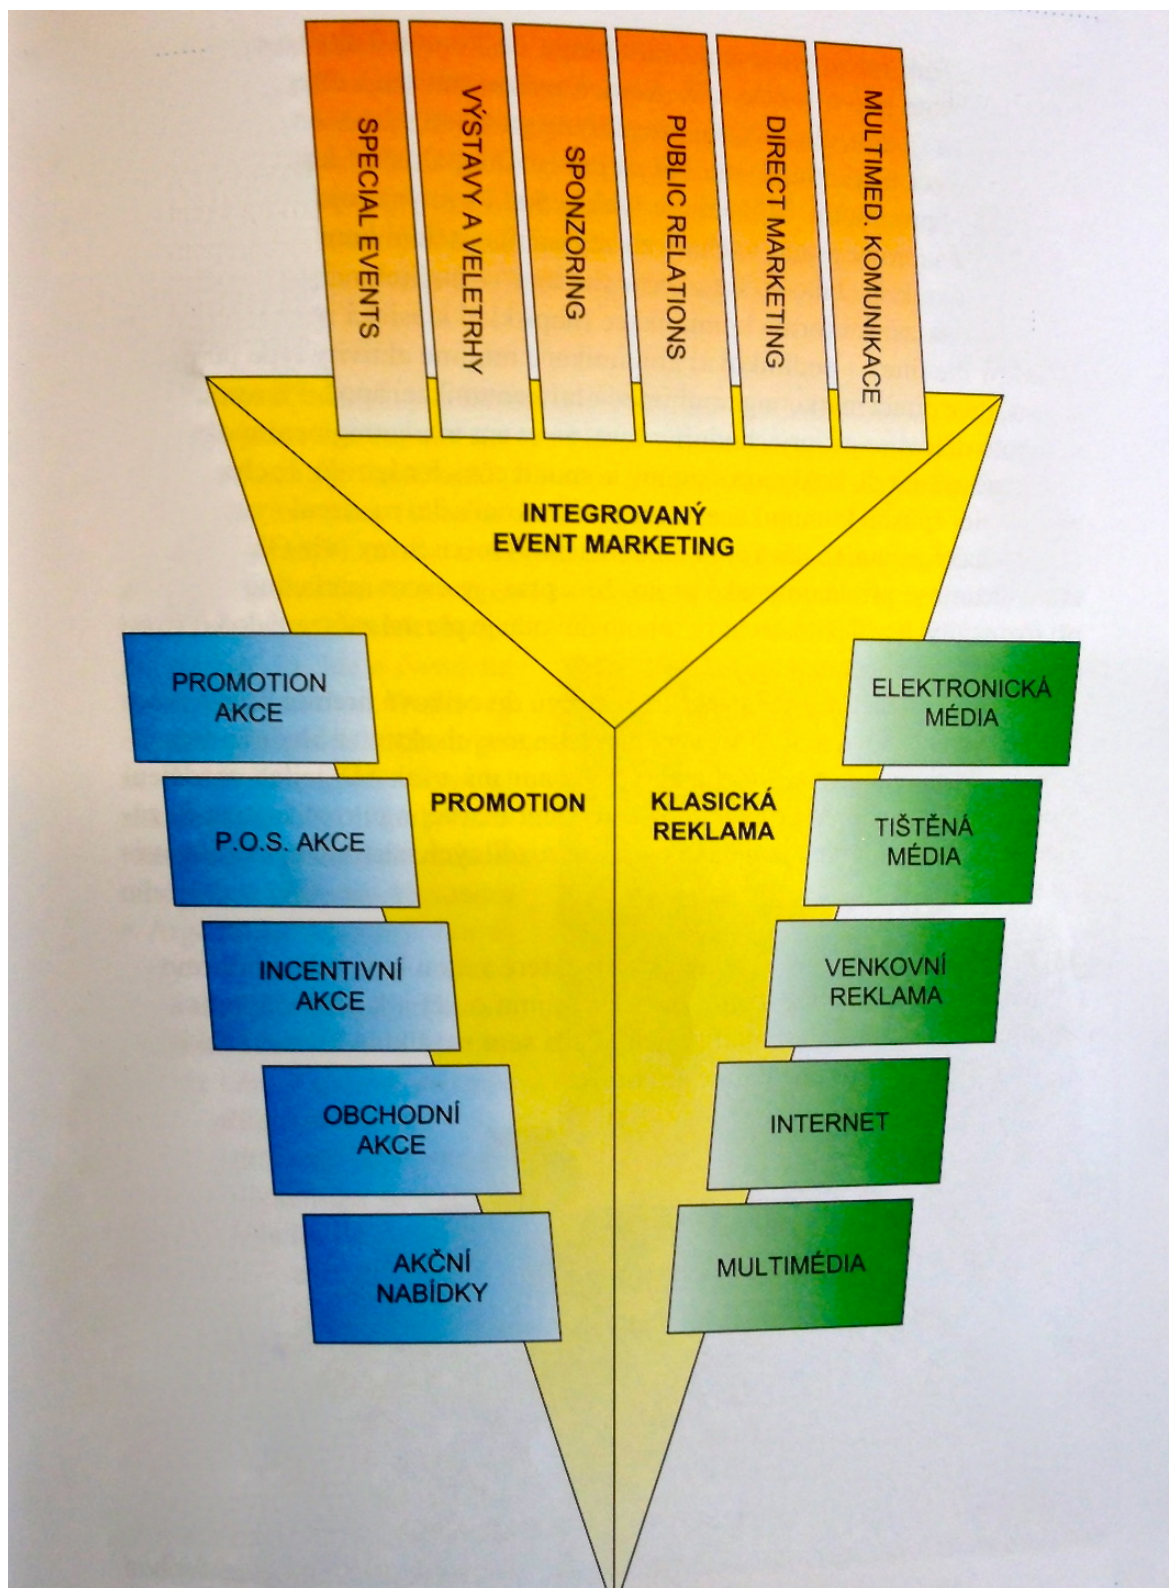 SPECIAL EVENTS
VÝSTAVY A VELETRHY
SPONZORING
PUBLIC RELATIONS
DIRECT MARKETING
MULTIMED. KOMUNIKACE
INTEGROVANÝ
EVENT MARKETING
PROMOTION
AKCE
P.O.S. AKCE
INCENTIVNÍ
AKCE
OBCHODNÍ
AKCE
AKČNÍ
NABÍDKY
PROMOTION
KLASICKÁ
REKLAMA
ELEKTRONICKÁ
MÉDIA
TIŠTĚNÁ
MÉDIA
VENKOVNÍ
REKLAMA
INTERNET
MULTIMÉDIA